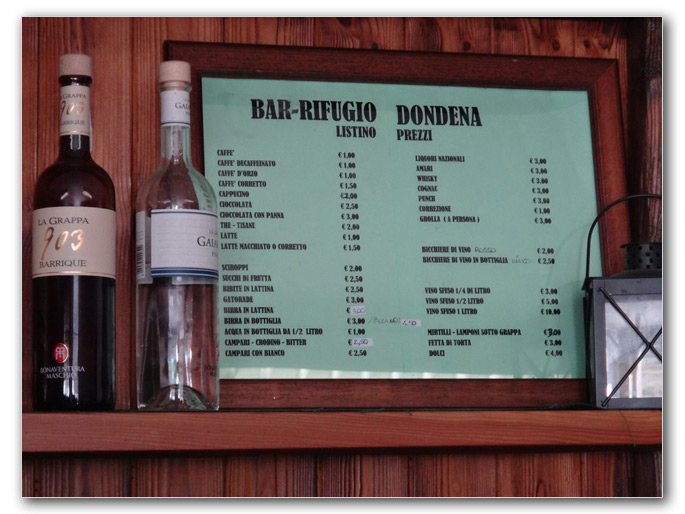 LA GRAPPA
903
BARRIQUE
LA GRAPPA
903
BARRIQUE
BONAVENTURA
MASCHIO
BAR-RIFUGIO DONDENA
LISTINO PREZZI
CAFFE' € 1,00
CAFFE' DECAFFEINATO € 1,00
CAFFE' D'ORZO € 1,00
CAFFE' CORRETTO € 1,50
CAPPUCINO
CIOCCOLATA € 2,50
CIOCCOLATA CON PANNA € 3,00
THE - TISANE € 2,00
LATTE € 1,00
LATTE MACCHIATO O CORRETTO € 1,50
SCIROPPI € 2,00
SUCCHI DI FRUTTA € 2,50
BIBITE IN LATTINA € 2,50
GATORADE € 3,00
BIRRA IN LATTINA € 3,00
BIRRA IN BOTTIGLIA € 3,00
ACQUA IN BOTTIGLIA DA 1/2 LITRO € 1,00
CAMPARI - CRODINO - BITTER €
CAMPARI CON BIANCO € 2,50
LIQUORI NAZIONALI € 3,00
AMARI € 3,00
WHISKY € 3,00
COGNAC € 3,00
PUNCH € 3,00
CORREZIONE € 1,00
GROLLA ( A PERSONA ) € 3,00
BICCHIERE DI VINO ROSSO € 2,00
BICCHIERE DI VINO IN BOTTIGLIA € 2,50
VINO SFUSO 1/4 DI LITRO € 3,00
VINO SFUSO 1/2 LITRO € 5,00
VINO SFUSO 1 LITRO € 10,00
MIRTILLI - LAMPONI SOTTO GRAPPA
FETTA DI TORTA € 3,00
DOLCI € 4,00